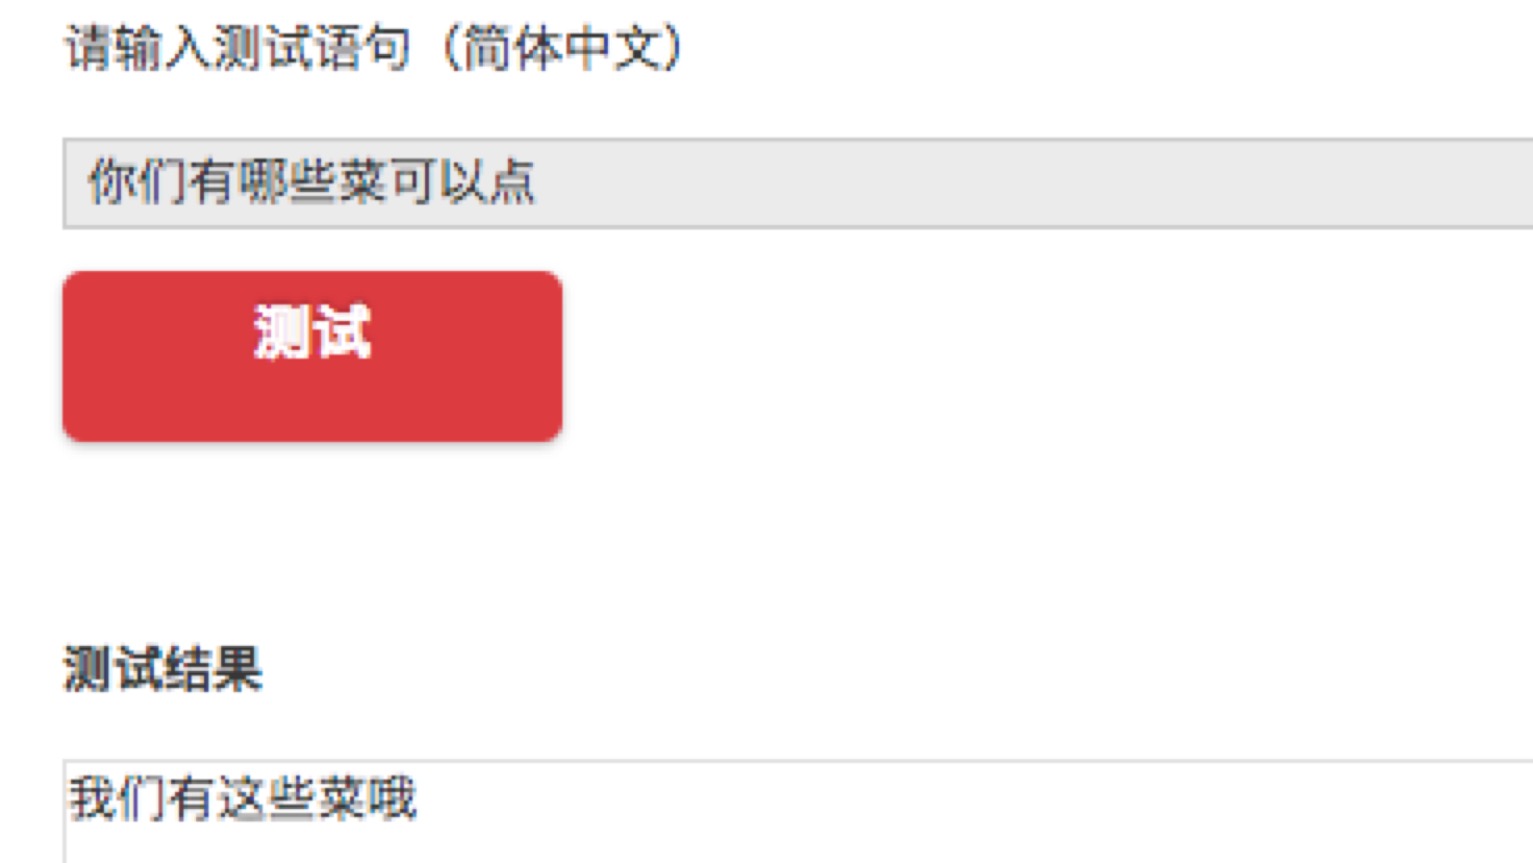 请输入测试语句（简体中文）
你们有哪些菜可以点
测试
测试结果
我们有这些菜哦